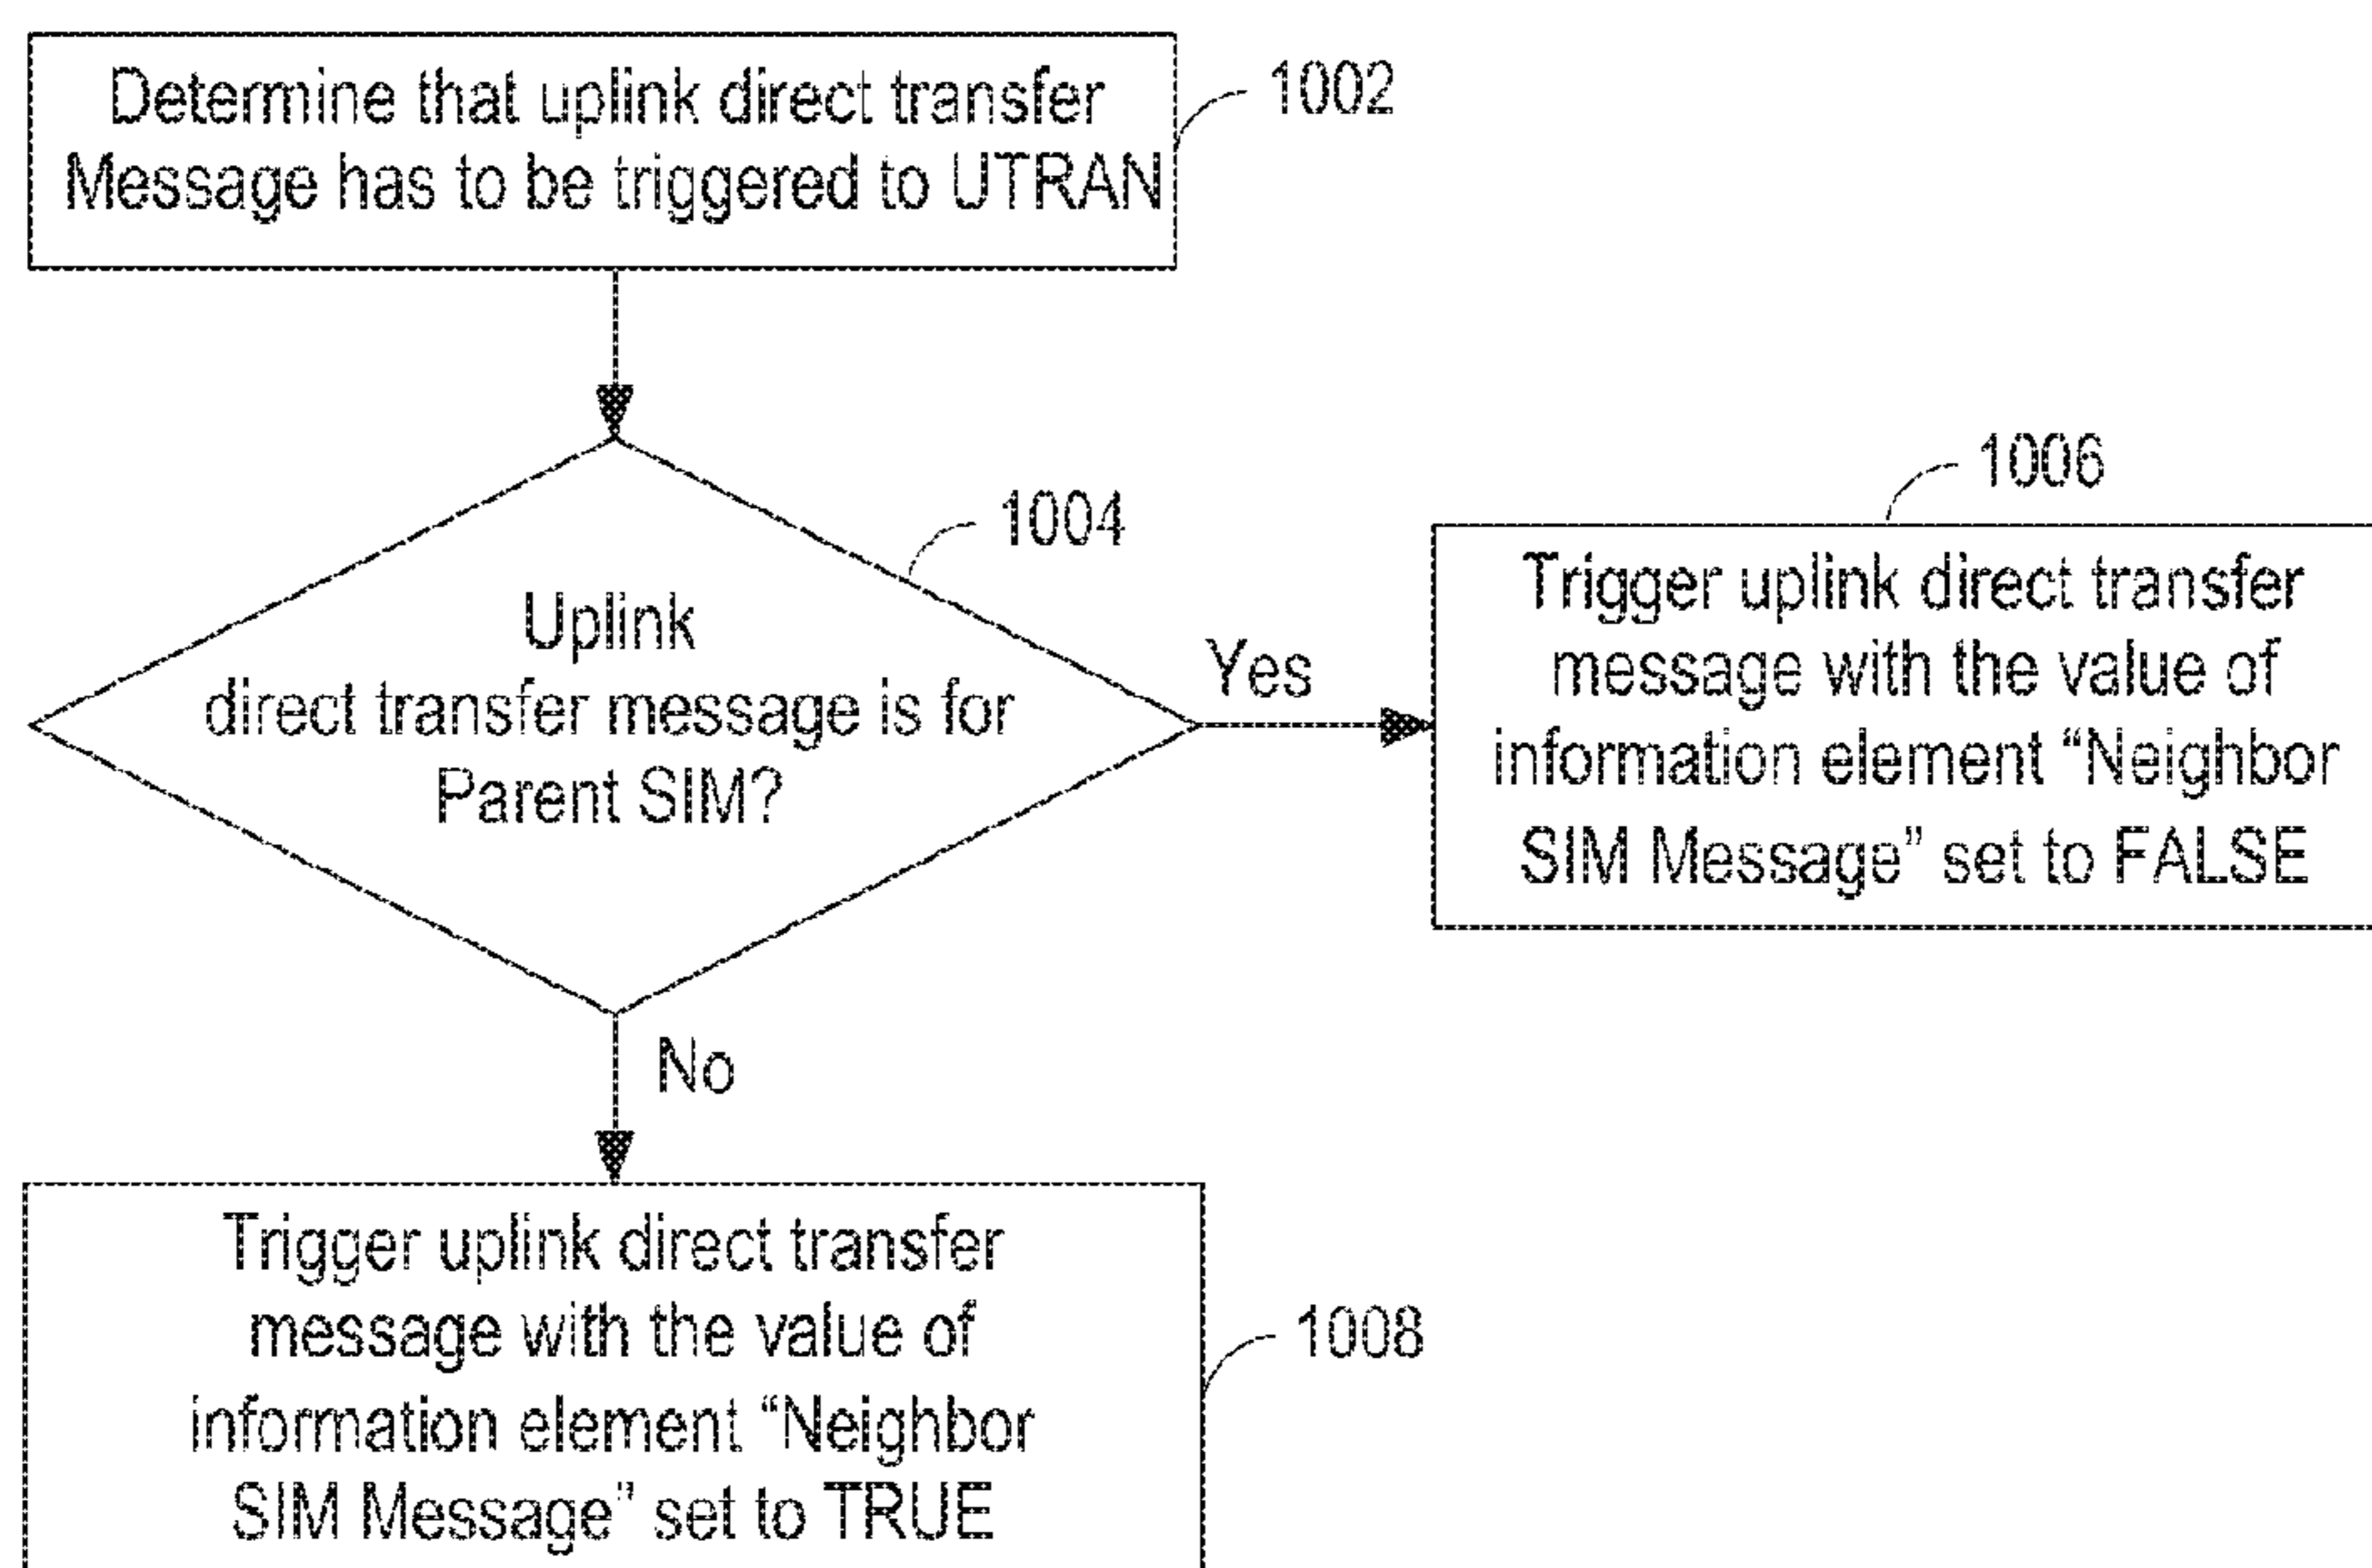 Determine that uplink direct transfer
Message has to be triggered to UTRAN
1002
Uplink
direct transfer message is for
Parent SIM?
1004
Yes
1006
Trigger uplink direct transfer
message with the value of
information element “Neighbor
SIM Message” set to FALSE
No
Trigger uplink direct transfer
message with the value of
information element “Neighbor
SIM Message” set to TRUE
1008